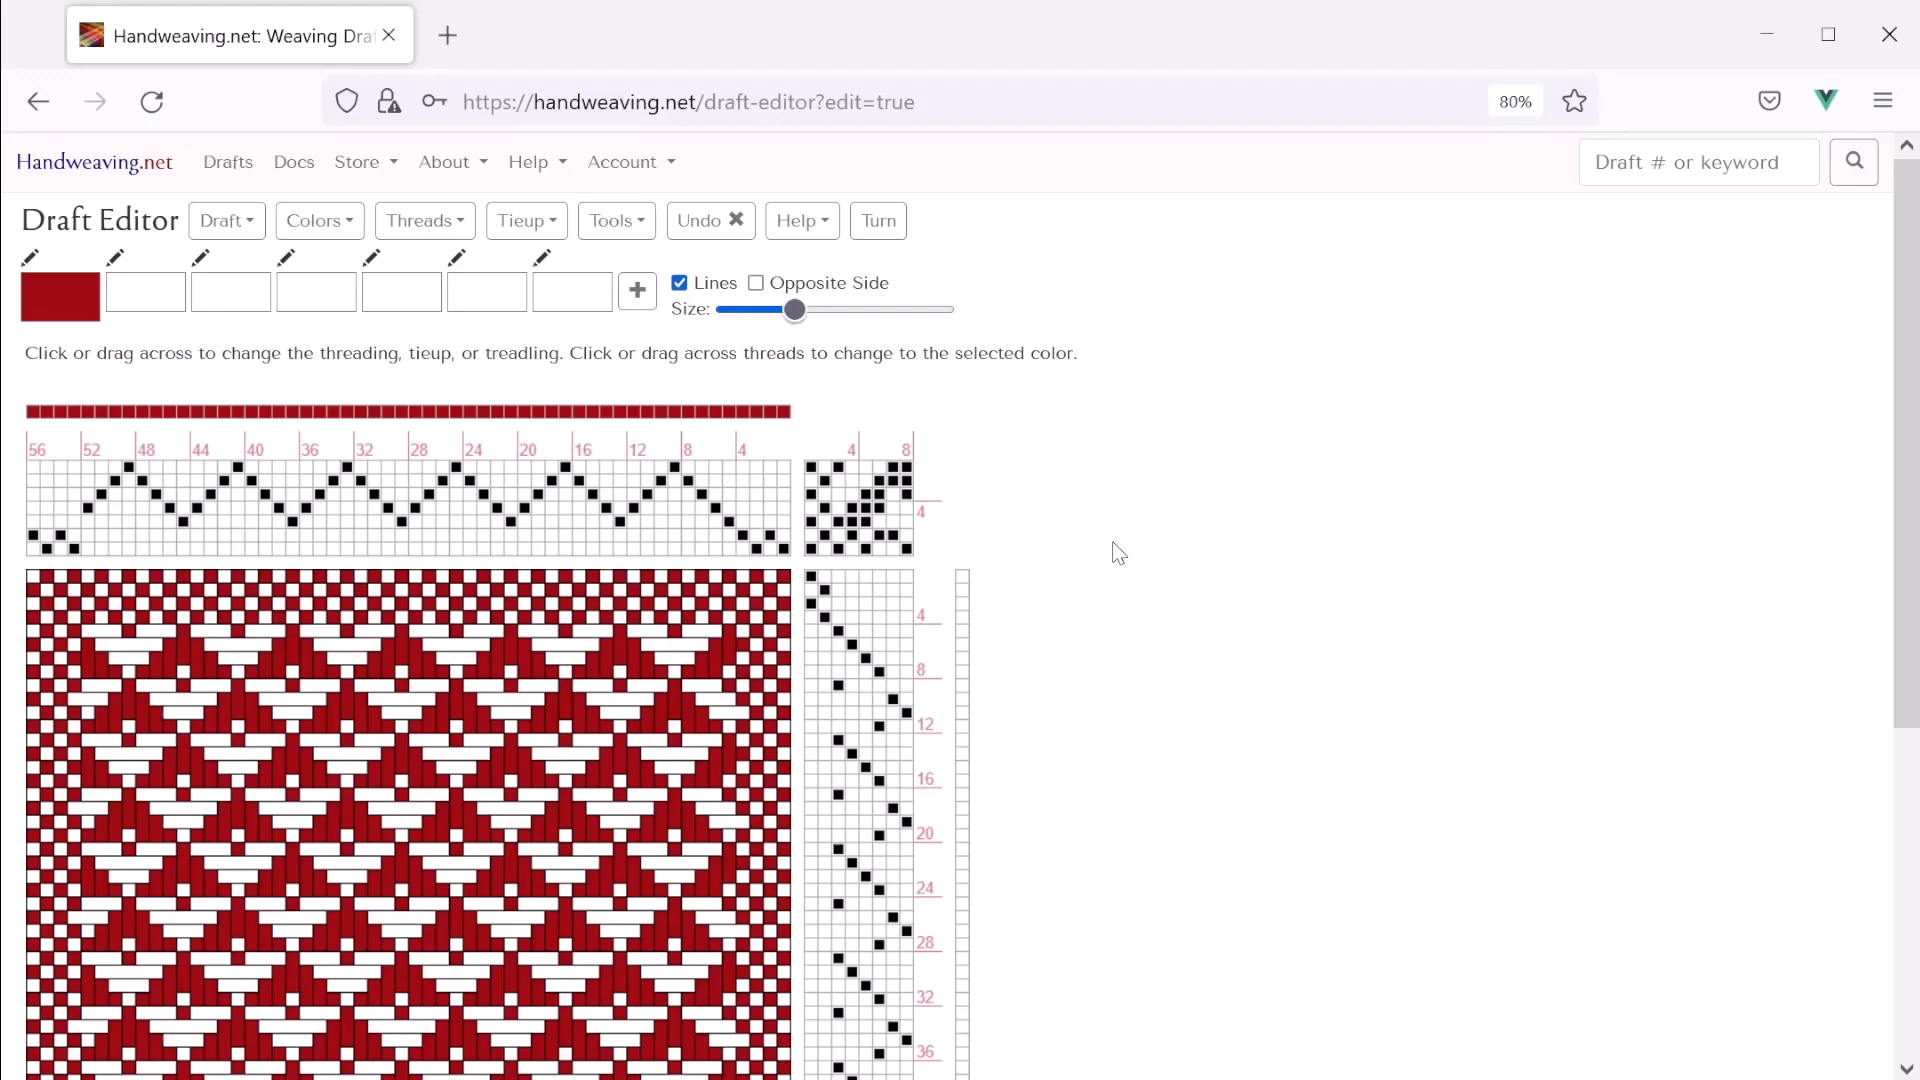 Handweaving.net: Weaving Dra
https://handweaving.net/draft-editor?edit=true
80%
Handweaving.net Drafts Docs Store About Help Account Draft # or keyword
Draft Editor Draft Colors Threads Tieup Tools Undo Help Turn
Lines Opposite Side
Size:
Click or drag across to change the threading, tieup, or treadling. Click or drag across threads to change to the selected color.
56 52 48 44 40 36 32 28 24 20 16 12 8 4 4 8
4
4
8
12
16
20
24
28
32
36